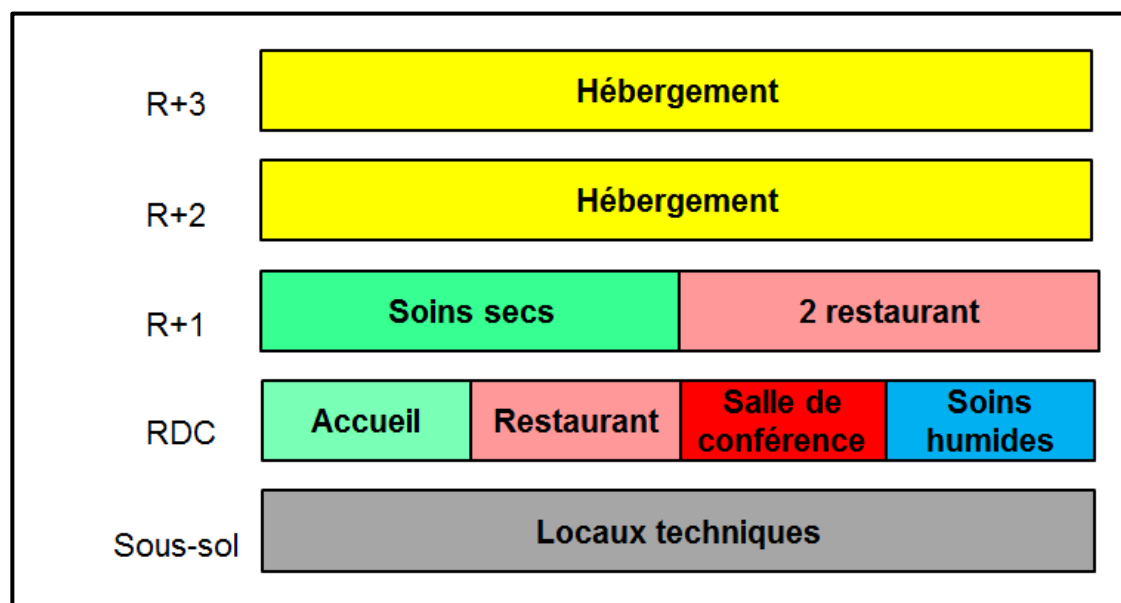 R+3 Hébergement
R+2 Hébergement
R+1 Soins secs 2 restaurant
RDC Accueil Restaurant Salle de conférence Soins humides
Sous-sol Locaux techniques